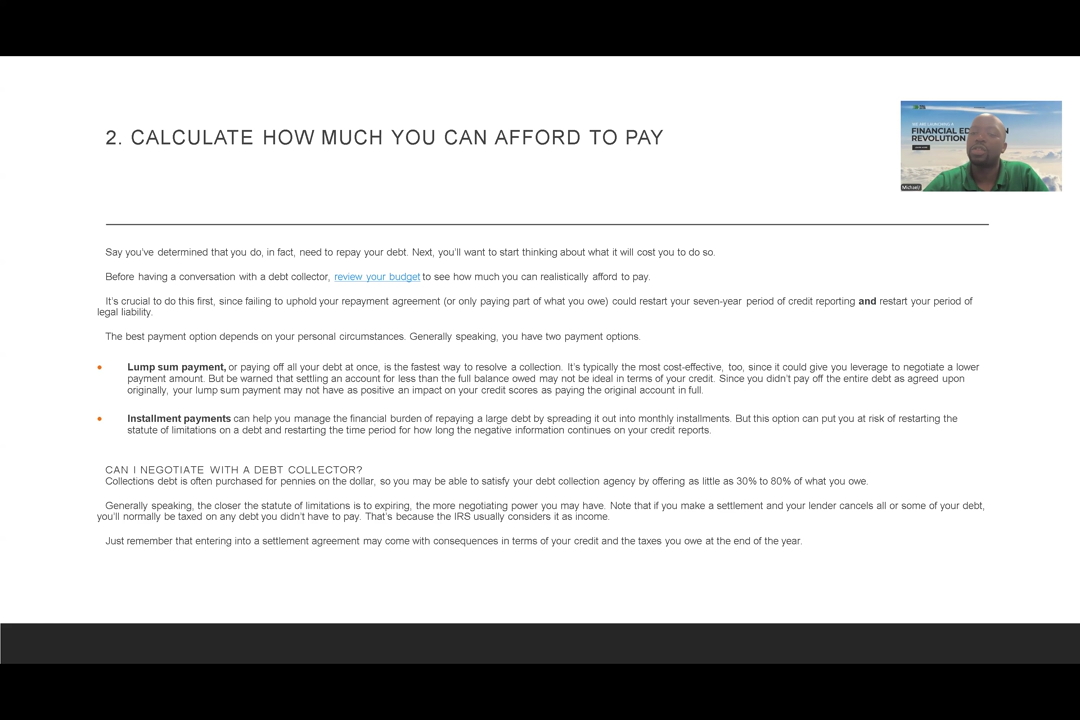 2. CALCULATE HOW MUCH YOU CAN AFFORD TO PAY
WE ARE LAUNCHING A
FINANCIAL ED N
REVOLUTION
Michael
Say you've determined that you do, in fact, need to repay your debt. Next, you'll want to start thinking about what it will cost you to do so.
Before having a conversation with a debt collector, review your budget to see how much you can realistically afford to pay.
It's crucial to do this first, since failing to uphold your repayment agreement (or only paying part of what you owe) could restart your seven-year period of credit reporting and restart your period of
legal liability.
The best payment option depends on your personal circumstances. Generally speaking, you have two payment options.
• Lump sum payment, or paying off all your debt at once, is the fastest way to resolve a collection. It's typically the most cost-effective, too, since it could give you leverage to negotiate a lower
payment amount. But be warned that settling an account for less than the full balance owed may not be ideal in terms of your credit. Since you didn't pay off the entire debt as agreed upon
originally, your lump sum payment may not have as positive an impact on your credit scores as paying the original account in full.
• Installment payments can help you manage the financial burden of repaying a large debt by spreading it out into monthly installments. But this option can put you at risk of restarting the
statute of limitations on a debt and restarting the time period for how long the negative information continues on your credit reports.
CAN I NEGOTIATE WITH A DEBT COLLECTOR?
Collections debt is often purchased for pennies on the dollar, so you may be able to satisfy your debt collection agency by offering as little as 30% to 80% of what you owe.
Generally speaking, the closer the statute of limitations is to expiring, the more negotiating power you may have. Note that if you make a settlement and your lender cancels all or some of your debt,
you'll normally be taxed on any debt you didn't have to pay. That's because the IRS usually considers it as income.
Just remember that entering into a settlement agreement may come with consequences in terms of your credit and the taxes you owe at the end of the year.